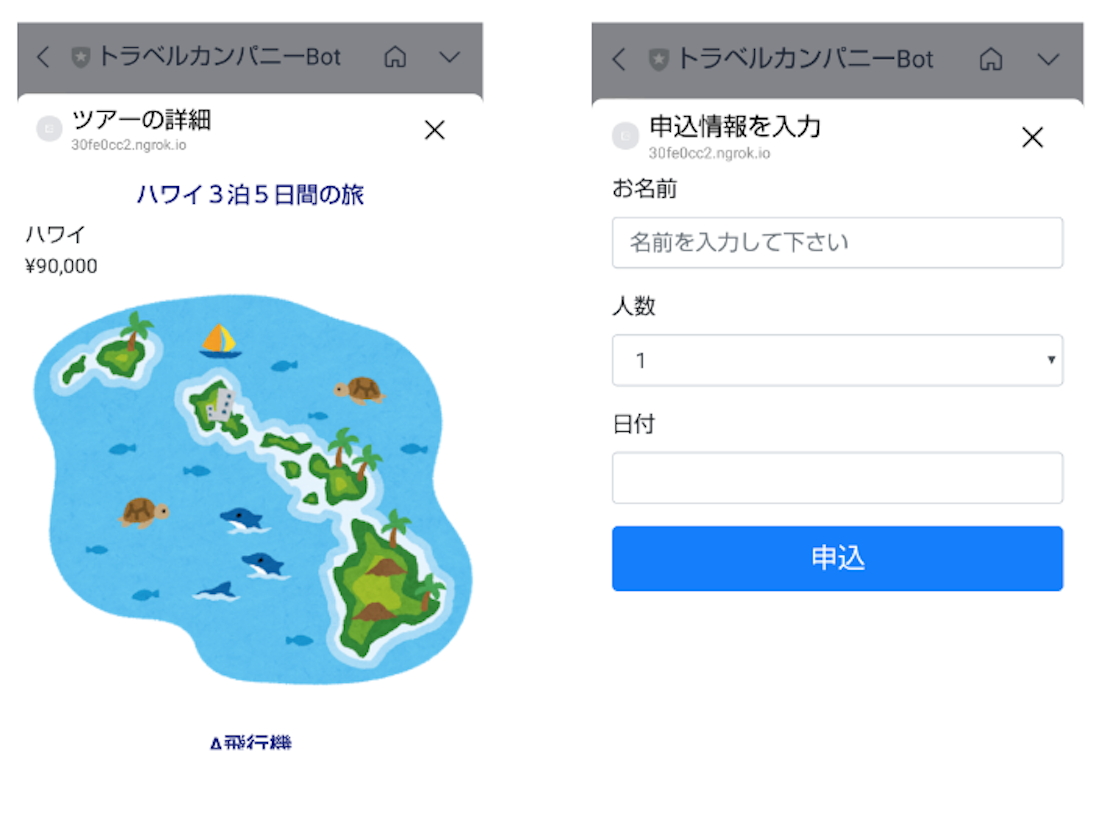 トラベルカンパニーBot
ツアーの詳細
30fe0cc2.ngrok.io
ハワイ３泊５日間の旅
ハワイ
¥90,000
トラベルカンパニーBot
申込情報を入力
30fe0cc2.ngrok.io
お名前
名前を入力して下さい
人数
1
日付
申込